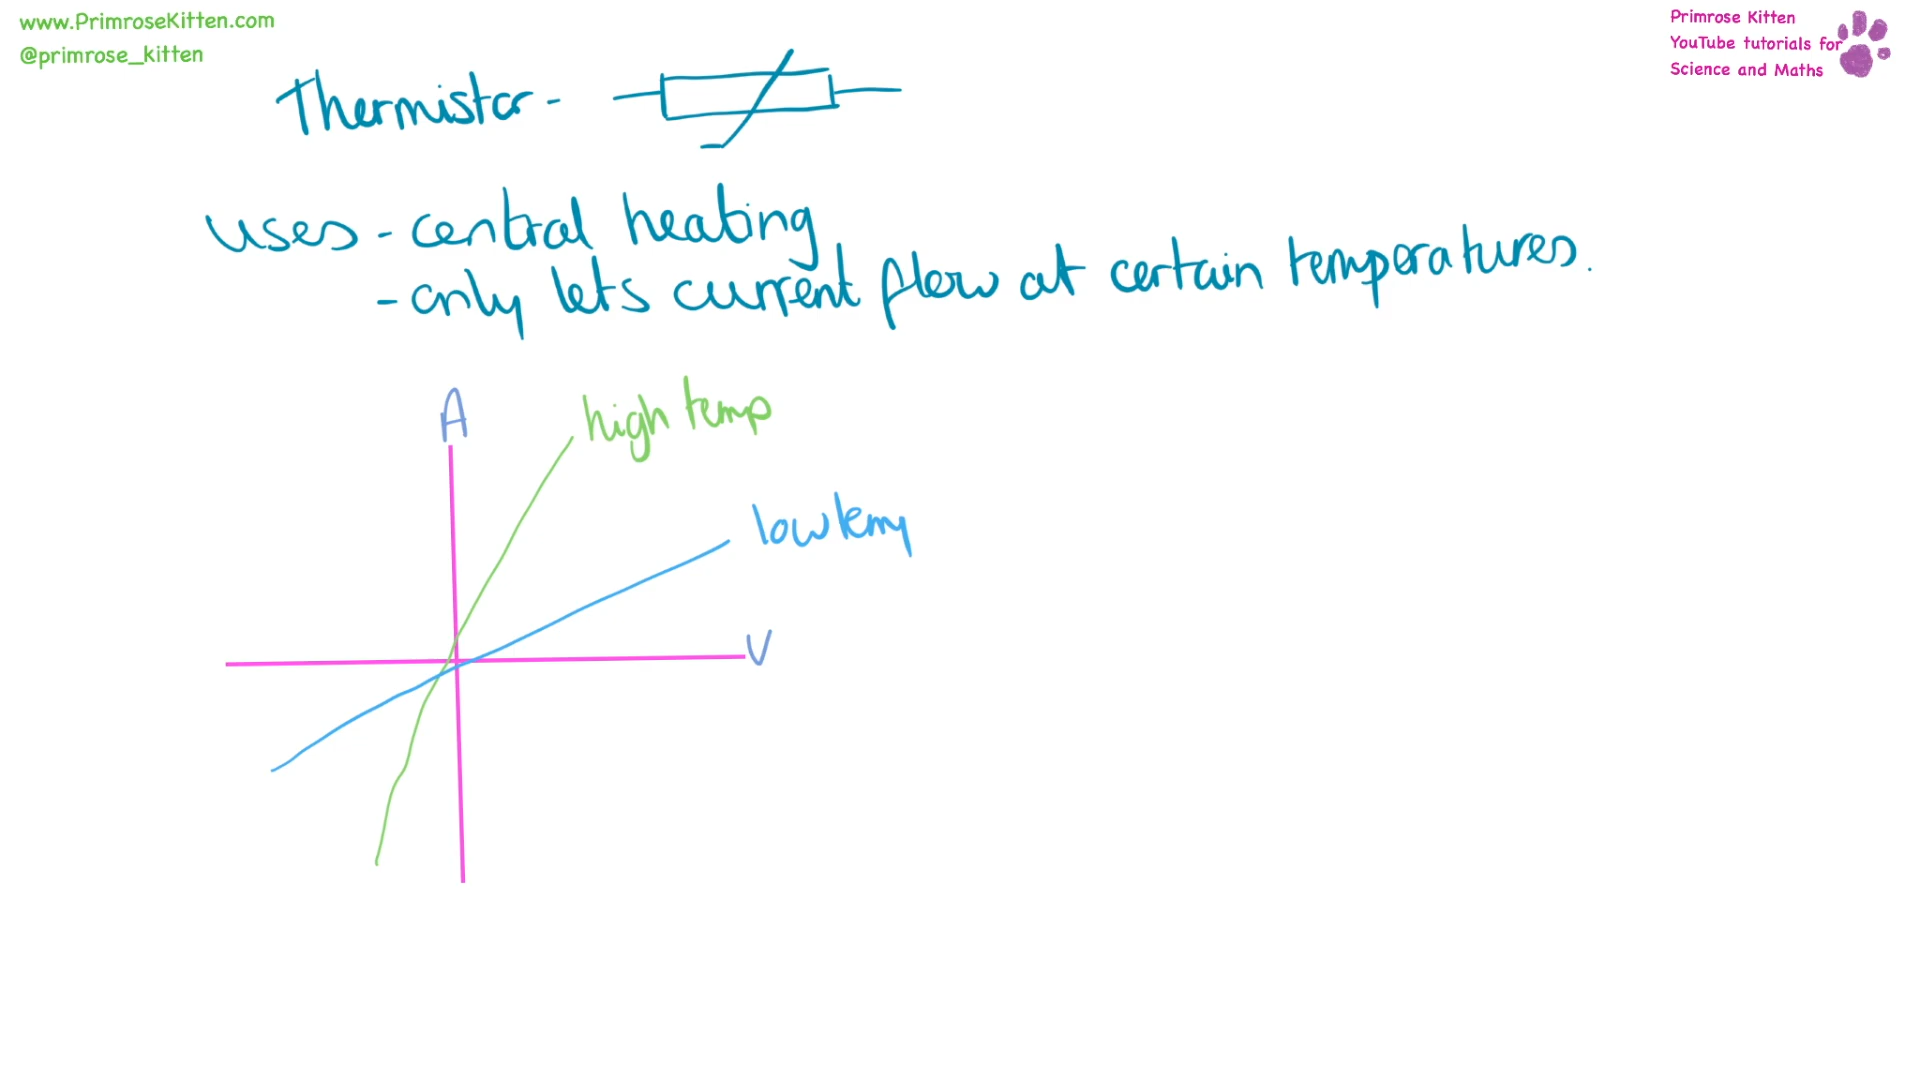 www.PrimroseKitten.com
@primrose_kitten
Primrose Kitten
YouTube tutorials for
Science and Maths
Thermistor -
uses - central heating
- only lets current flow at certain temperatures.
A
high temp
low temp
V